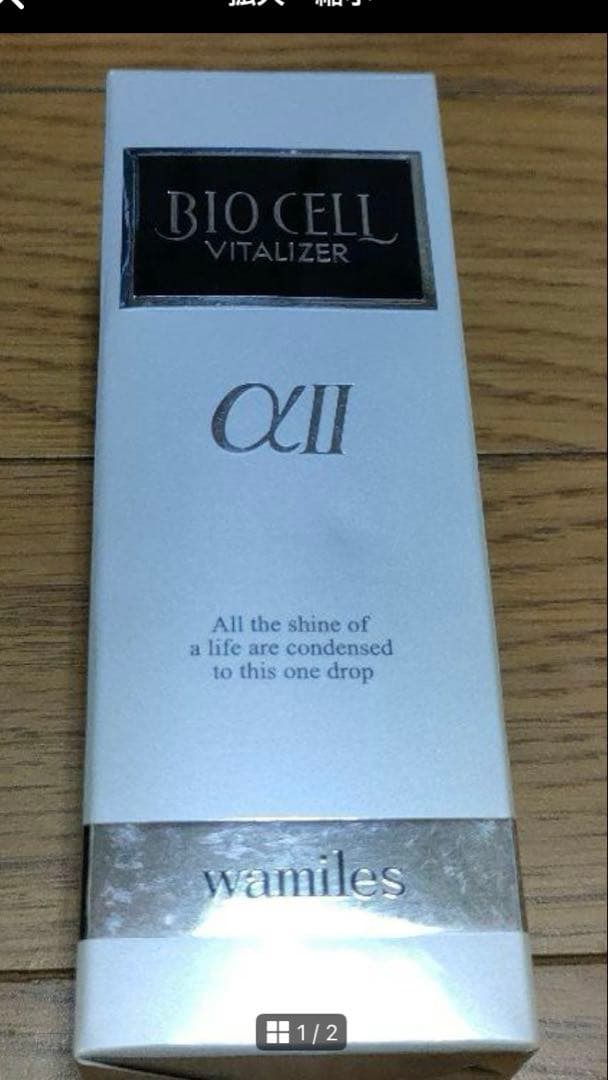 BIO CELL
VITALIZER
αII
All the shine of
a life are condensed
to this one drop
wamiles
1/2